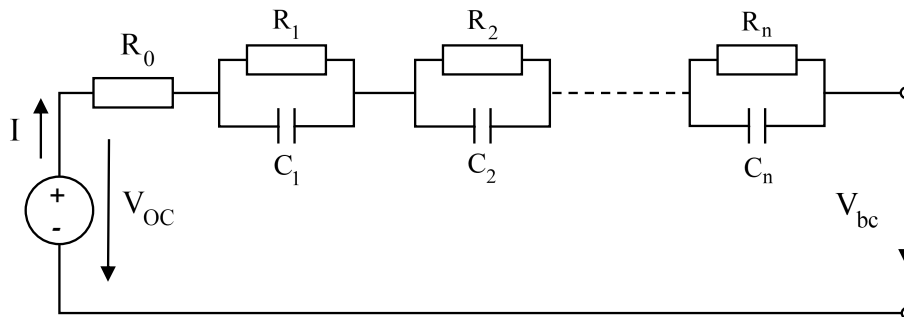 R1 R2 Rn
R0
I
C1 C2 Cn
+
VOC
Vbc
-